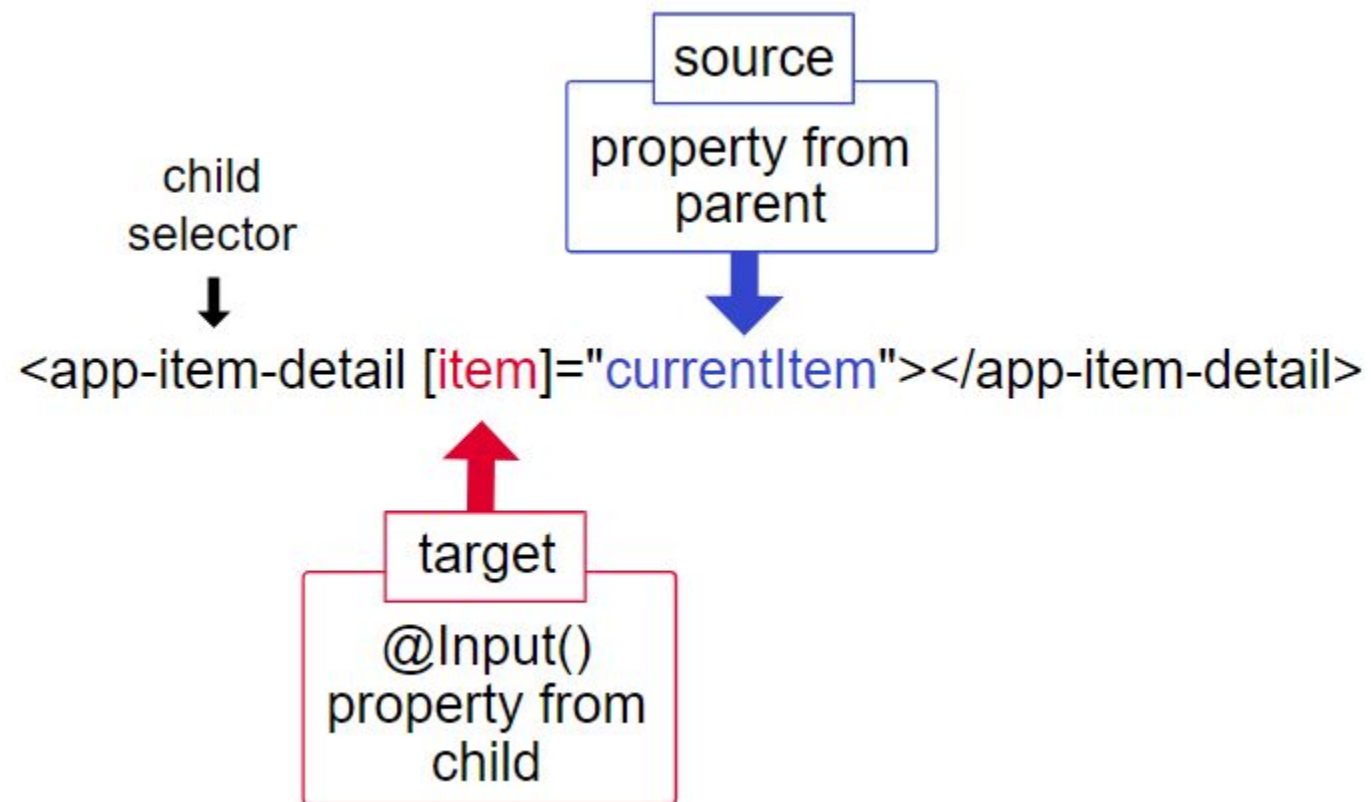 source
property from
parent
child
selector
<app-item-detail [item]="currentItem"></app-item-detail>
target
@Input()
property from
child